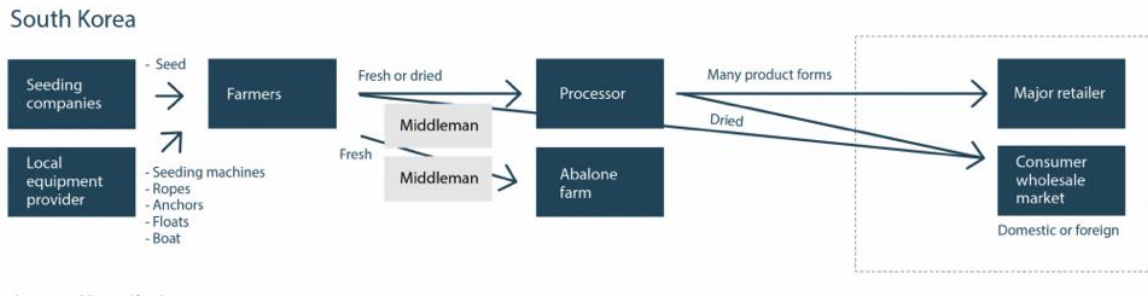 South Korea
Seeding
companies
- Seed
Farmers
Fresh or dried
Processor
Many product forms
Major retailer
Middleman
Dried
Local
equipment
provider
- Seeding machines
- Ropes
- Anchors
- Floats
- Boat
Fresh
Middleman
Abalone
farm
Consumer
wholesale
market
Domestic or foreign